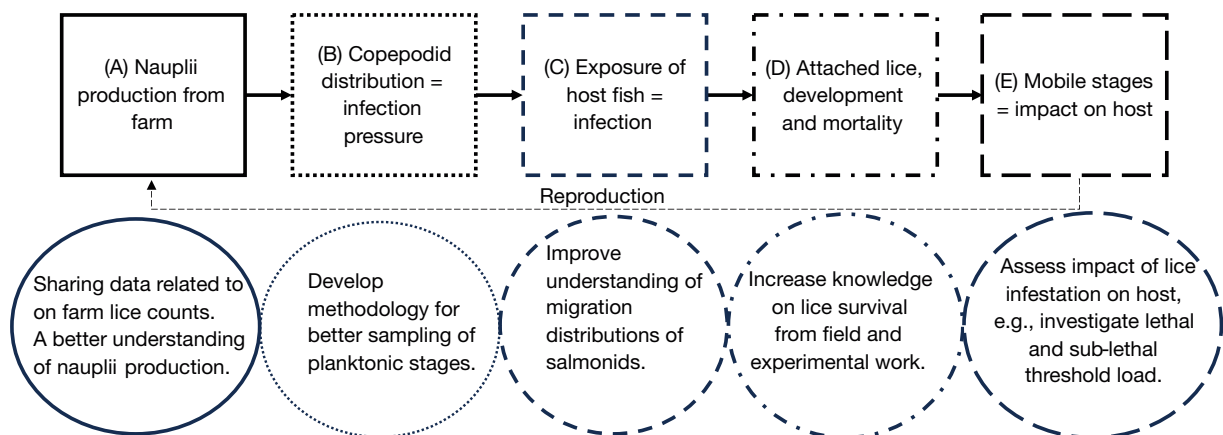 (A) Nauplii
production from
farm
(B) Copepodid
distribution =
infection
pressure
(C) Exposure of
host fish =
infection
(D) Attached lice,
development
and mortality
(E) Mobile stages
= impact on host
Reproduction
Sharing data related to
on farm lice counts.
A better understanding
of nauplii production.
Develop
methodology for
better sampling of
planktonic stages.
Improve
understanding of
migration
distributions of
salmonids.
Increase knowledge
on lice survival
from field and
experimental work.
Assess impact of lice
infestation on host,
e.g., investigate lethal
and sub-lethal
threshold load.